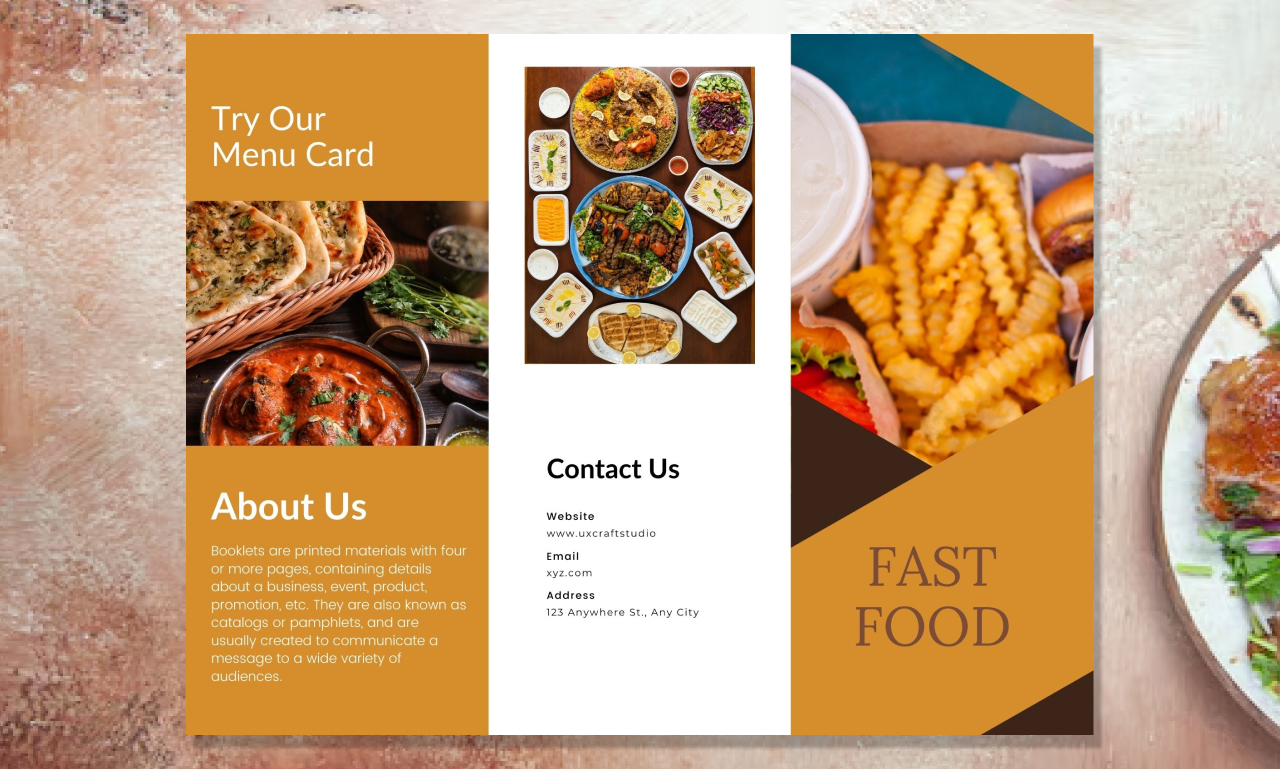 Try Our
Menu Card
About Us
Booklets are printed materials with four
or more pages, containing details
about a business, event, product,
promotion, etc. They are also known as
catalogs or pamphlets, and are
usually created to communicate a
message to a wide variety of
audiences.
Contact Us
Website
www.uxcraftstudio
Email
xyz.com
Address
123 Anywhere St., Any City
FAST
FOOD